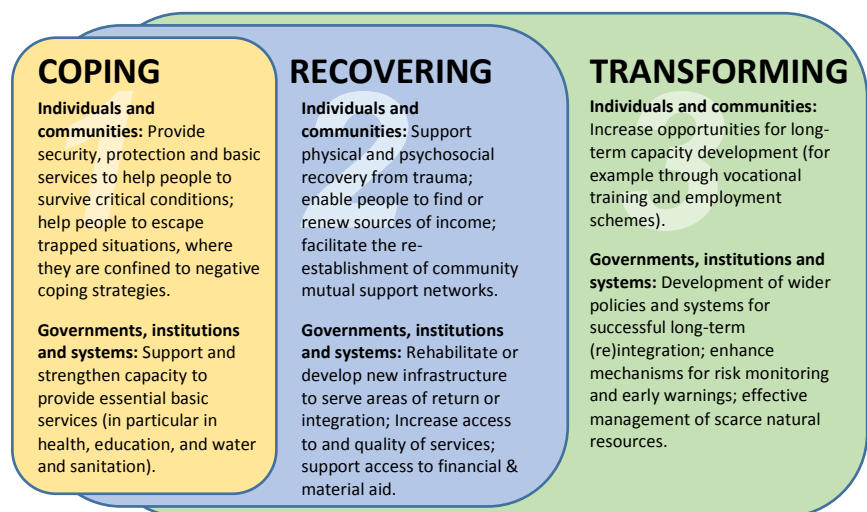 COPING
1
Individuals and
communities: Provide
security, protection and basic
services to help people to
survive critical conditions;
help people to escape
trapped situations, where
they are confined to negative
coping strategies.
Governments, institutions
and systems: Support and
strengthen capacity to
provide essential basic
services (in particular in
health, education, and water
and sanitation).
RECOVERING
2
Individuals and
communities: Support
physical and psychosocial
recovery from trauma;
enable people to find or
renew sources of income;
facilitate the re-
establishment of community
mutual support networks.
Governments, institutions
and systems: Rehabilitate or
develop new infrastructure
to serve areas of return or
integration; Increase access
to and quality of services;
support access to financial &
material aid.
TRANSFORMING
3
Individuals and communities:
Increase opportunities for long-
term capacity development (for
example through vocational
training and employment
schemes).
Governments, institutions and
systems: Development of wider
policies and systems for
successful long-term
(re)integration; enhance
mechanisms for risk monitoring
and early warnings; effective
management of scarce natural
resources.